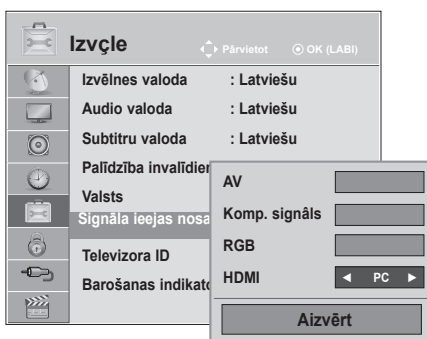 Izvçle
Pārvietot OK (LABI)
Izvēlnes valoda : Latviešu
Audio valoda : Latviešu
Subtitru valoda : Latviešu
Palīdzība invalīdier
Valsts
Signāla ieejas nosa
Televizora ID
Barošanas indikato
AV
Komp. signāls
RGB
HDMI ◄ PC ►
Aizvērt